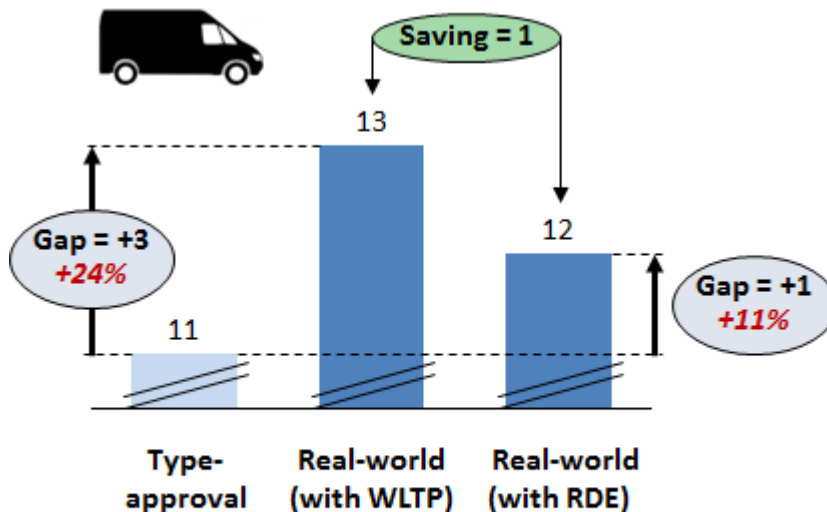 Saving = 1
13
Gap = +3
+24%
12
Gap = +1
+11%
11
Type-
approval
Real-world
(with WLTP)
Real-world
(with RDE)